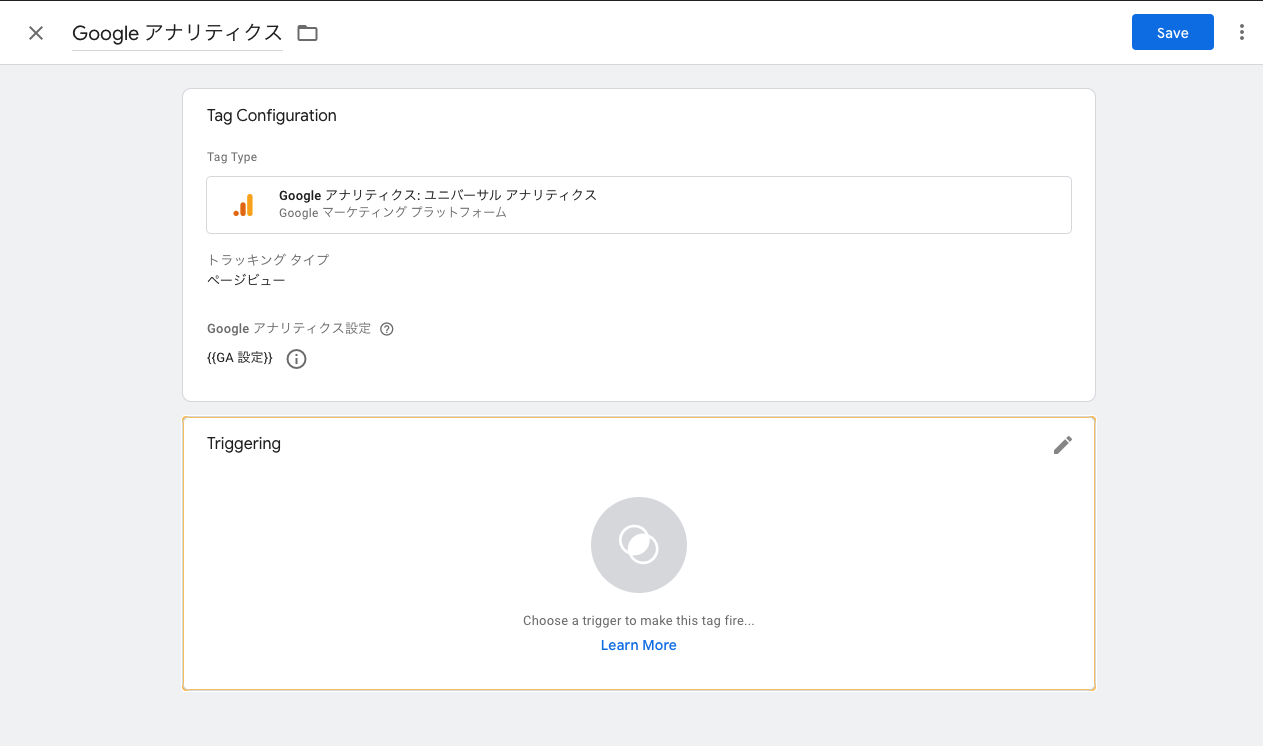 Google アナリティクス
Save
Tag Configuration
Tag Type
Google アナリティクス: ユニバーサル アナリティクス
Google マーケティング プラットフォーム
トラッキング タイプ
ページビュー
Google アナリティクス設定
{{GA 設定}}
Triggering
Choose a trigger to make this tag fire...
Learn More